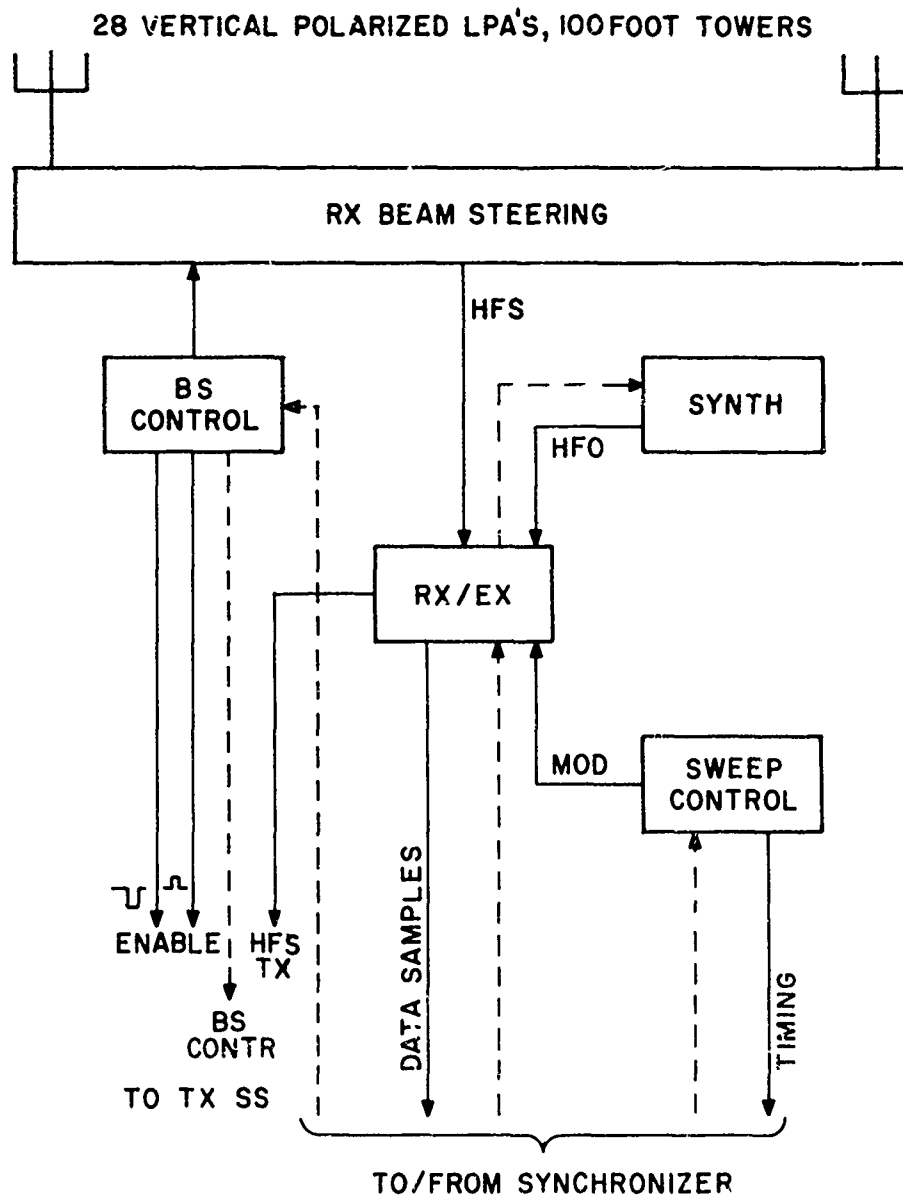 28 VERTICAL POLARIZED LPA'S, 100 FOOT TOWERS
RX BEAM STEERING
HFS
BS
CONTROL
SYNTH
HFO
RX/EX
MOD
SWEEP
CONTROL
ENABLE
HFS
TX
DATA SAMPLES
TIMING
BS
CONTR
TO TX SS
TO/FROM SYNCHRONIZER